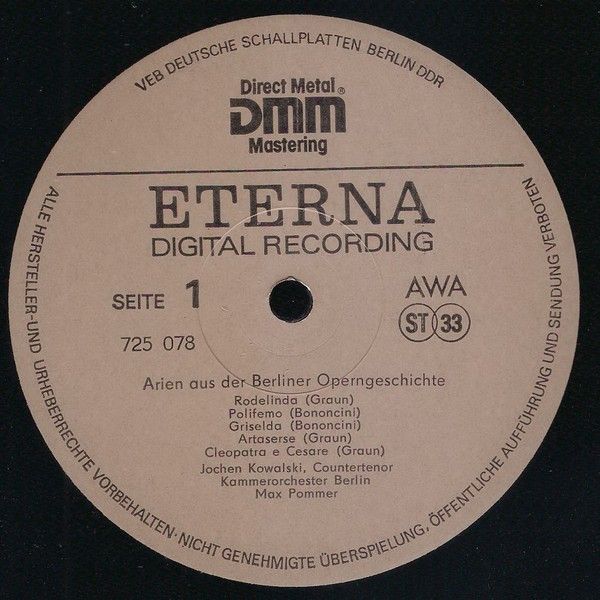 VEB DEUTSCHE SCHALLPLATTEN BERLIN DDR
Direct Metal ®
DMM
Mastering
ETERNA
DIGITAL RECORDING
SEITE 1
AWA
ST 33
725 078
Arien aus der Berliner Operngeschichte
Rodelinda (Graun)
Polifemo (Bononcini)
Griselda (Bononcini)
Artaserse (Graun)
Cleopatra e Cesare (Graun)
Jochen Kowalski, Countertenor
Kammerorchester Berlin
Max Pommer
ALLE HERSTELLER-UND URHEBERRECHTE VORBEHALTEN·NICHT GENEHMIGTE ÜBERSPIELUNG, ÖFFENTLICHE AUFFÜHRUNG UND SENDUNG VERBOTEN